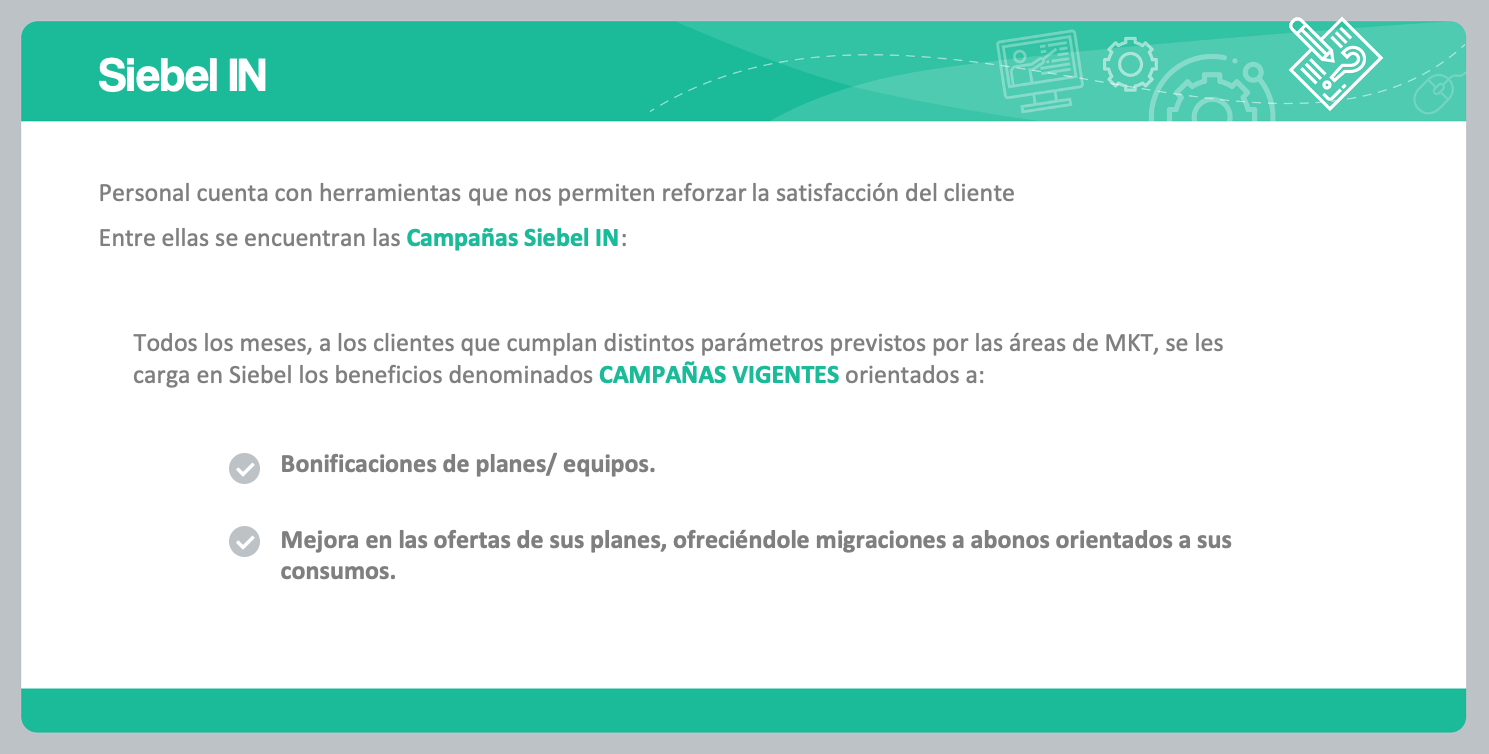 Siebel IN
Personal cuenta con herramientas que nos permiten reforzar la satisfacción del cliente
Entre ellas se encuentran las Campañas Siebel IN:
Todos los meses, a los clientes que cumplan distintos parámetros previstos por las áreas de MKT, se les
carga en Siebel los beneficios denominados CAMPAÑAS VIGENTES orientados a:
Bonificaciones de planes/ equipos.
Mejora en las ofertas de sus planes, ofreciéndole migraciones a abonos orientados a sus
consumos.